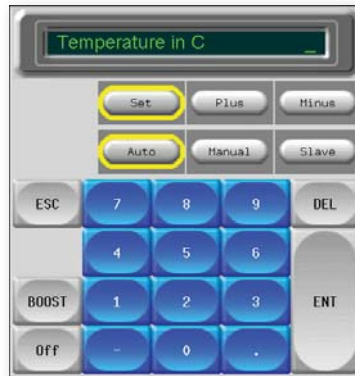 Temperature in C _
Set Plus Minus
Auto Manual Slave
ESC 7 8 9 DEL
4 5 6
BOOST 1 2 3 ENT
Off - 0 .